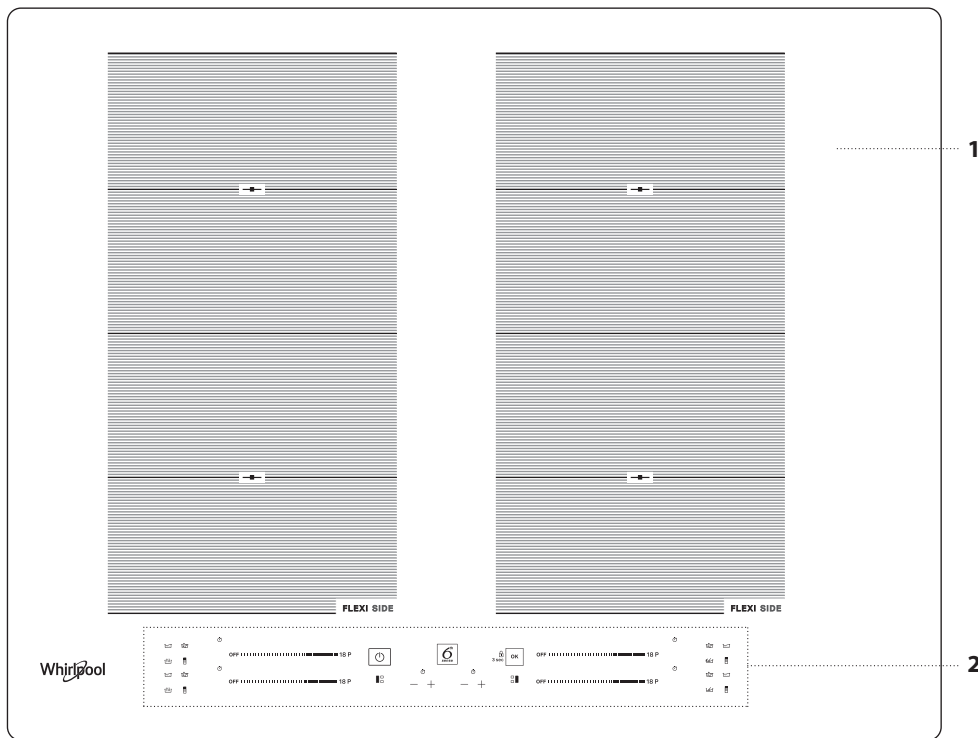 1
FLEXI SIDE
FLEXI SIDE
Whirlpool
OFF 18 P
6th sense
3 sec
OK
OFF 18 P
OFF 18 P
− +
− +
OFF 18 P
2